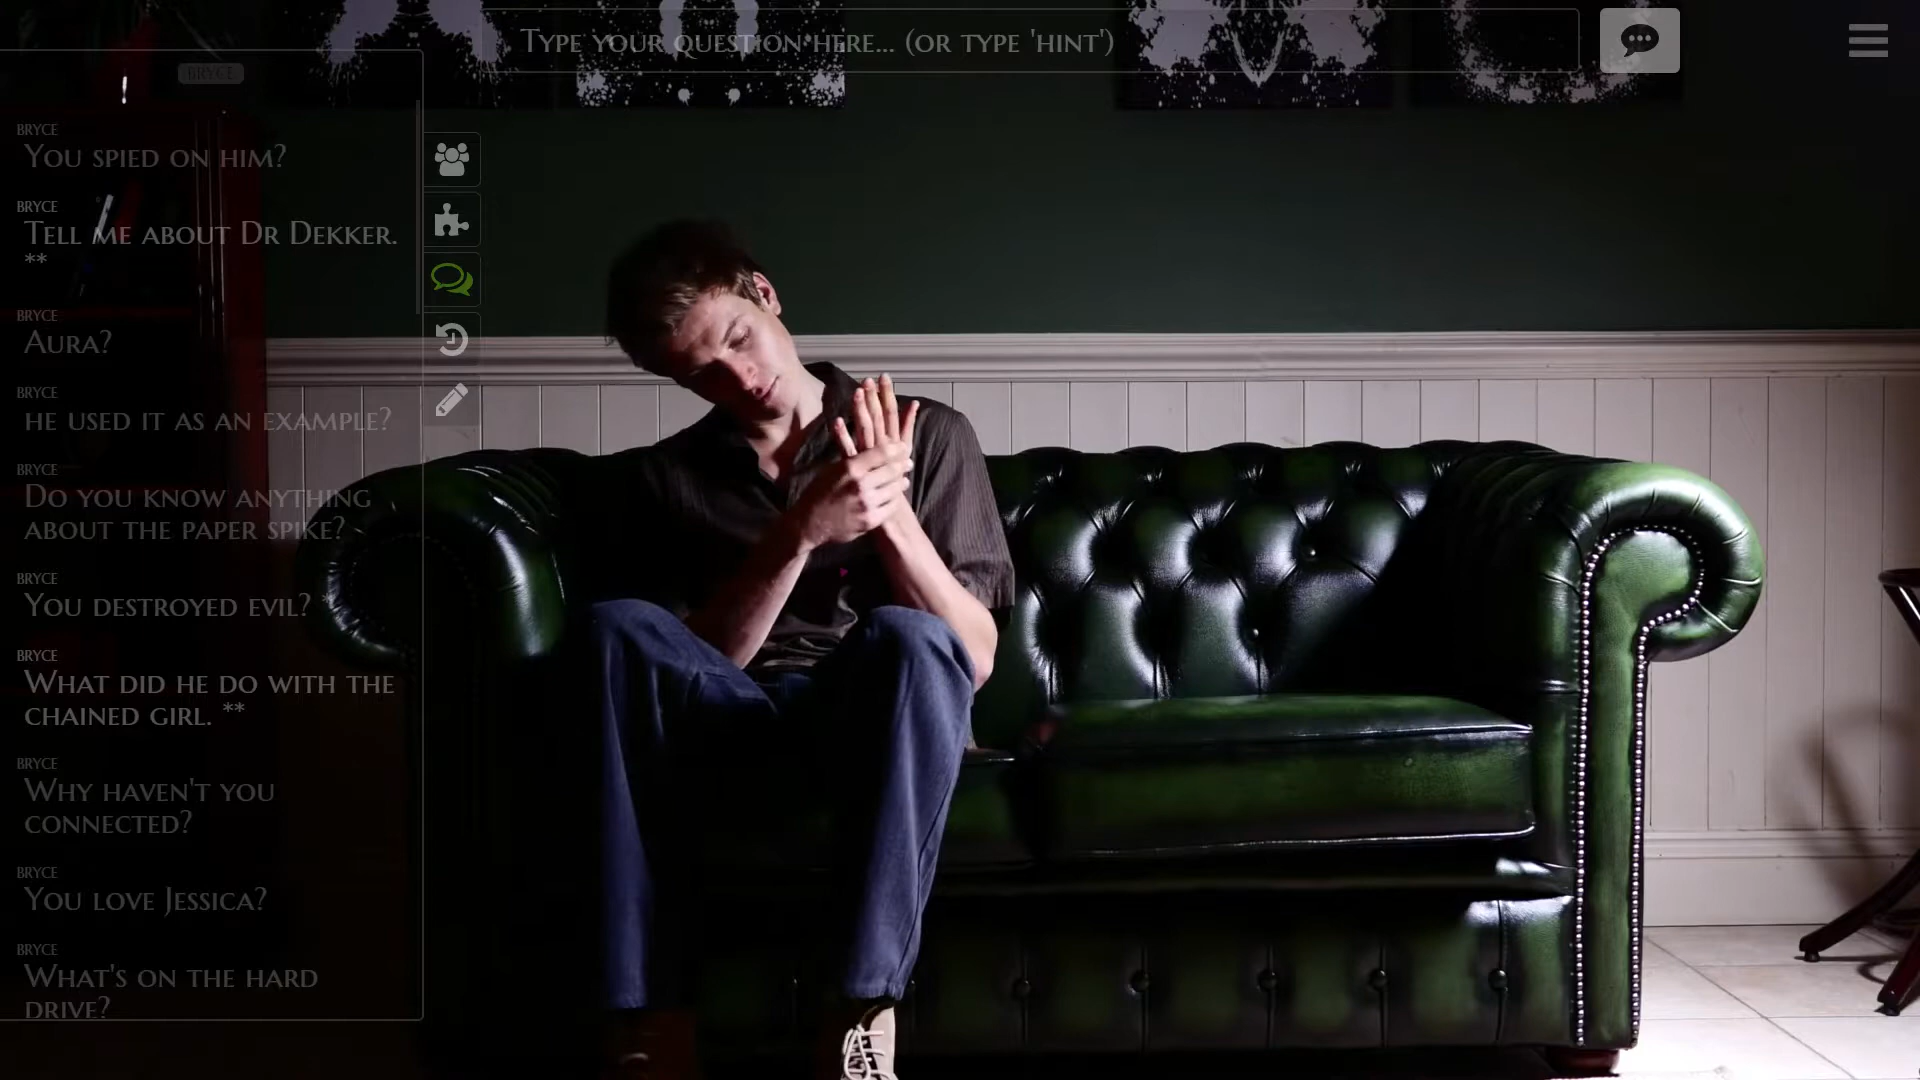 Type your question here... (or type 'hint')
BRYCE
BRYCE
You spied on him?
BRYCE
Tell me about Dr Dekker.
**
BRYCE
Aura?
BRYCE
he used it as an example?
BRYCE
Do you know anything
about the paper spike?
BRYCE
You destroyed evil? *
BRYCE
What did he do with the
chained girl. **
BRYCE
Why haven't you
connected?
BRYCE
You love Jessica?
BRYCE
What's on the hard
drive?